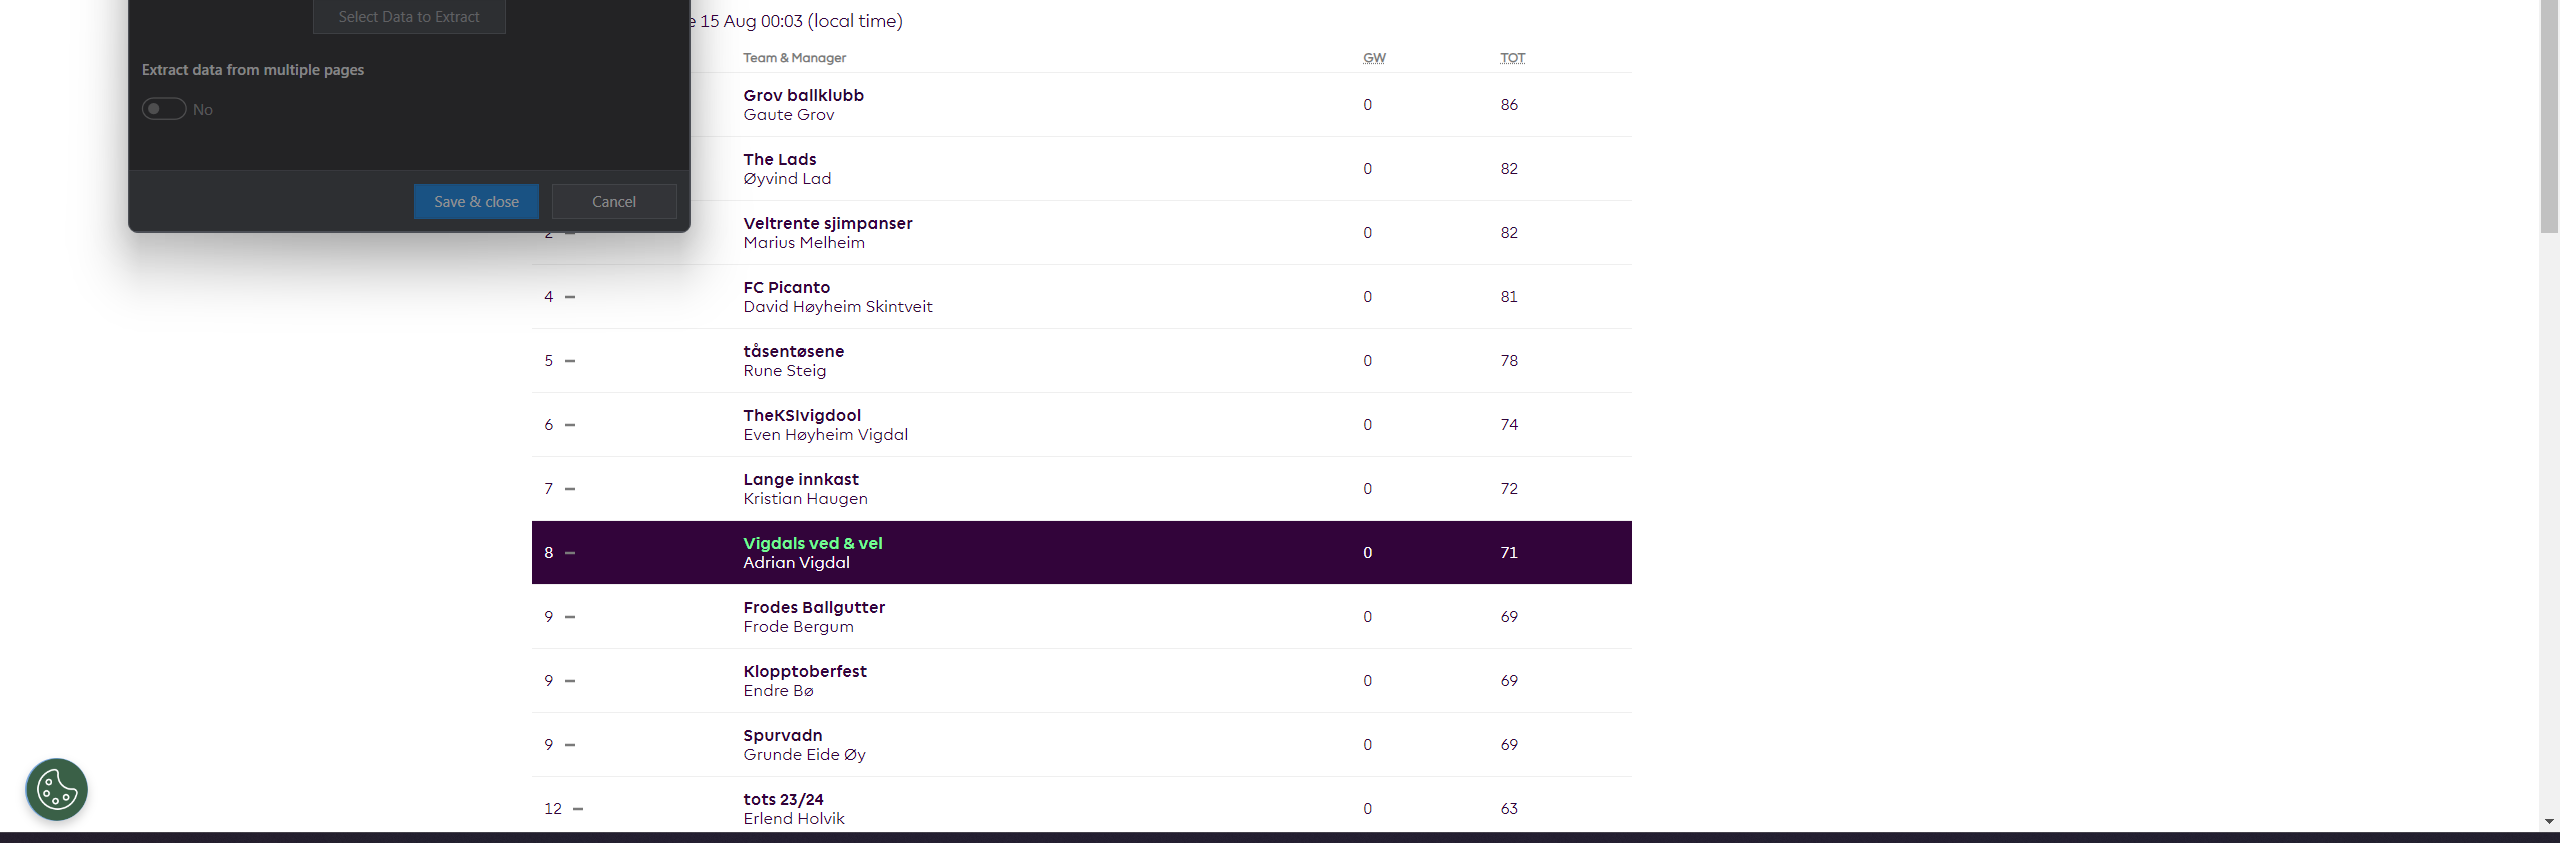 Select Data to Extract
Extract data from multiple pages
No
Save & close
Cancel
15 Aug 00:03 (local time)
Team & Manager GW TOT
Grov ballklubb
Gaute Grov
0 86
The Lads
Øyvind Lad
0 82
Veltrente sjimpanser
Marius Melheim
2 – 0 82
FC Picanto
David Høyheim Skintveit
4 – 0 81
tåsentøsene
Rune Steig
5 – 0 78
TheKSIvigdool
Even Høyheim Vigdal
6 – 0 74
Lange innkast
Kristian Haugen
7 – 0 72
Vigdals ved & vel
Adrian Vigdal
8 – 0 71
Frodes Ballgutter
Frode Bergum
9 – 0 69
Klopptoberfest
Endre Bø
9 – 0 69
Spurvadn
Grunde Eide Øy
9 – 0 69
tots 23/24
Erlend Holvik
12 – 0 63